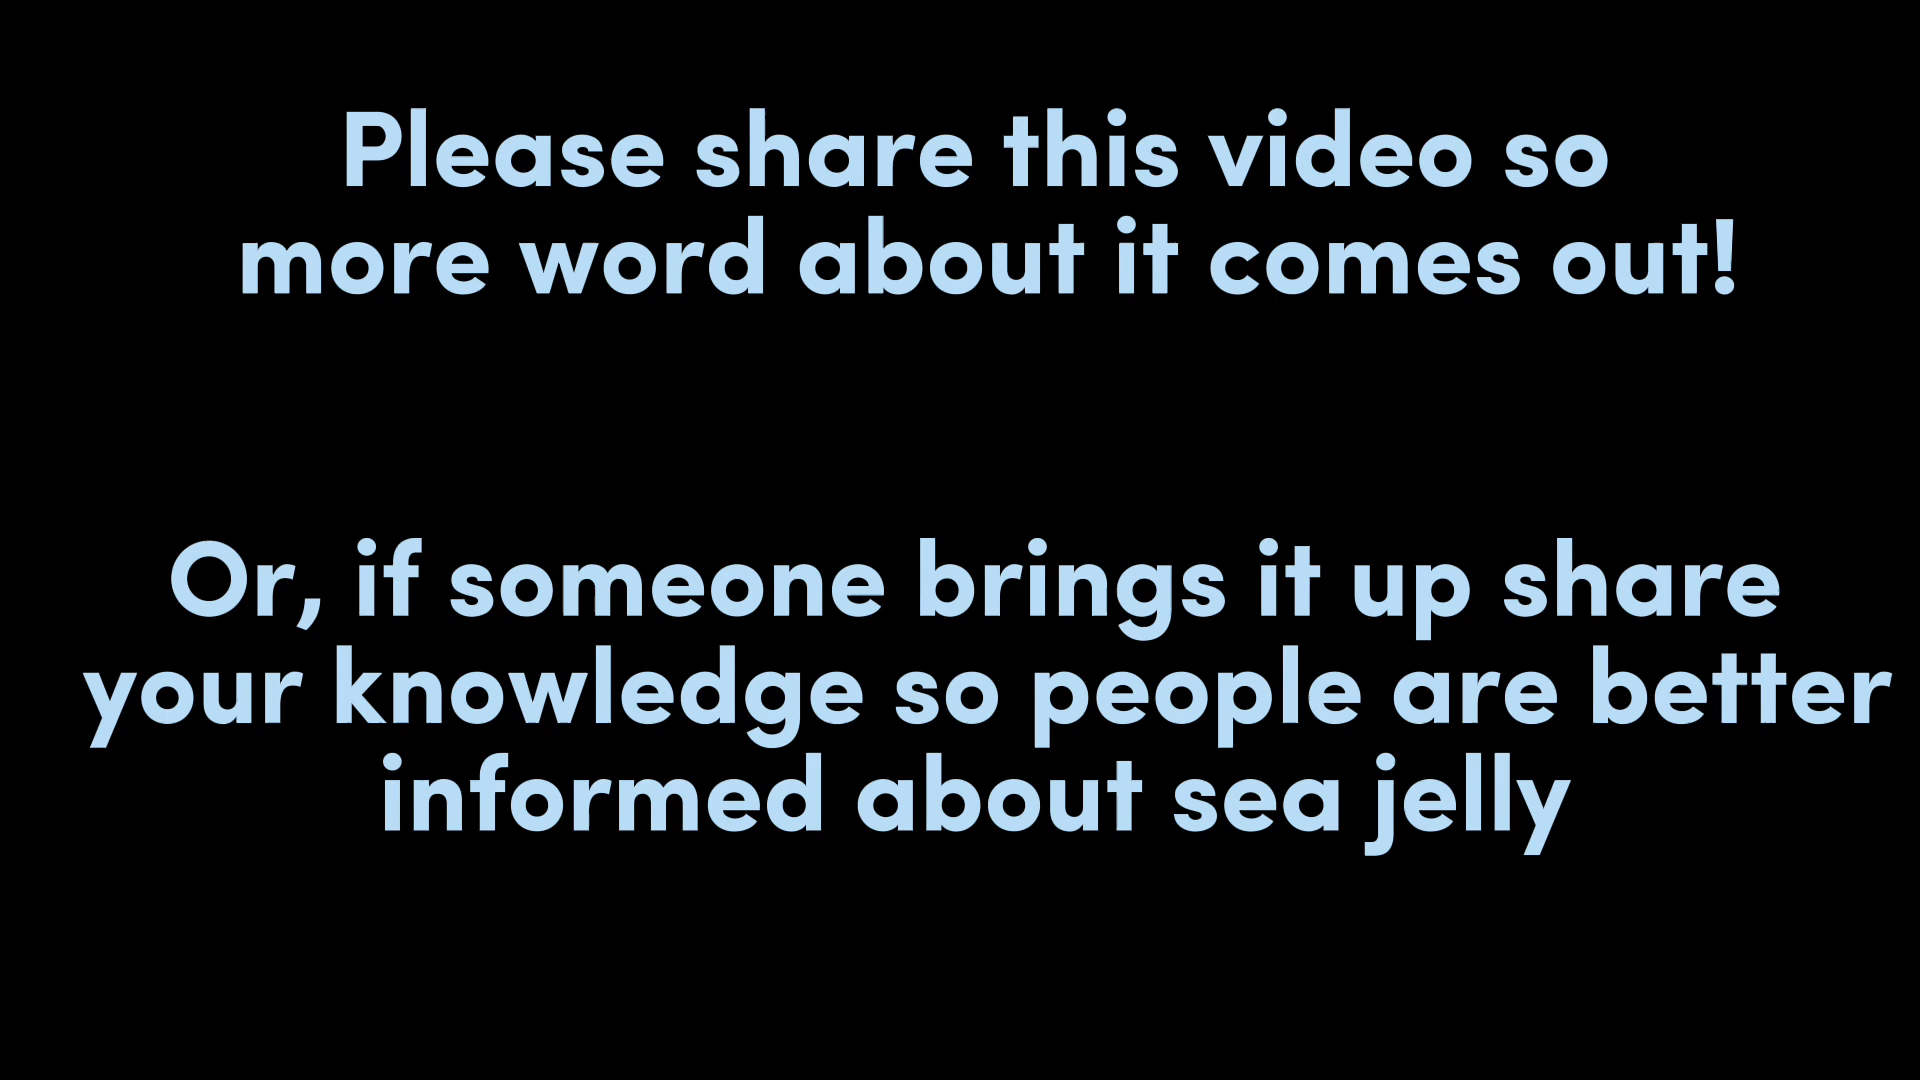 Please share this video so
more word about it comes out!
Or, if someone brings it up share
your knowledge so people are better
informed about sea jelly